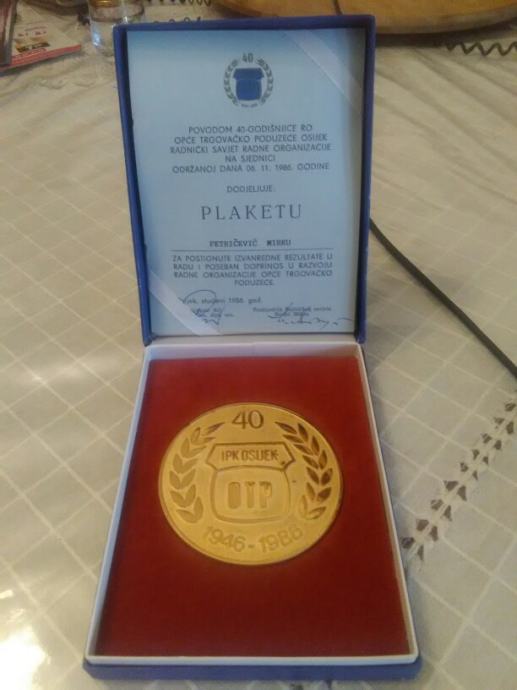 40
POVODOM 40-GODIŠNJICE RO
OPĆE TRGOVAČKO PODUZEĆE OSIJEK
RADNIČKI SAVJET RADNE ORGANIZACIJE
NA SJEDNICI
ODRŽANOJ DANA 06. 11. 1986. GODINE
DODJELJUJE:
PLAKETU
PETRIČEVIĆ MIRKU
ZA POSTIGNUTE IZVANREDNE REZULTATE U
RADU I POSEBAN DOPRINOS U RAZVOJU
RADNE ORGANIZACIJE OPĆE TRGOVAČKO
PODUZEĆE.
studeni 1986. god.
40
IPK OSIJEK
OTP
1946-1986